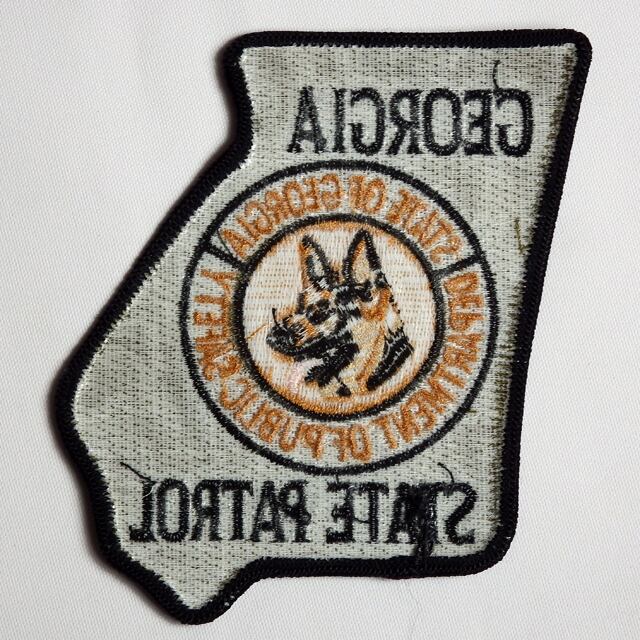 GEORGIA
STATE OF GEORGIA
DEPARTMENT OF PUBLIC SAFETY
STATE PATROL